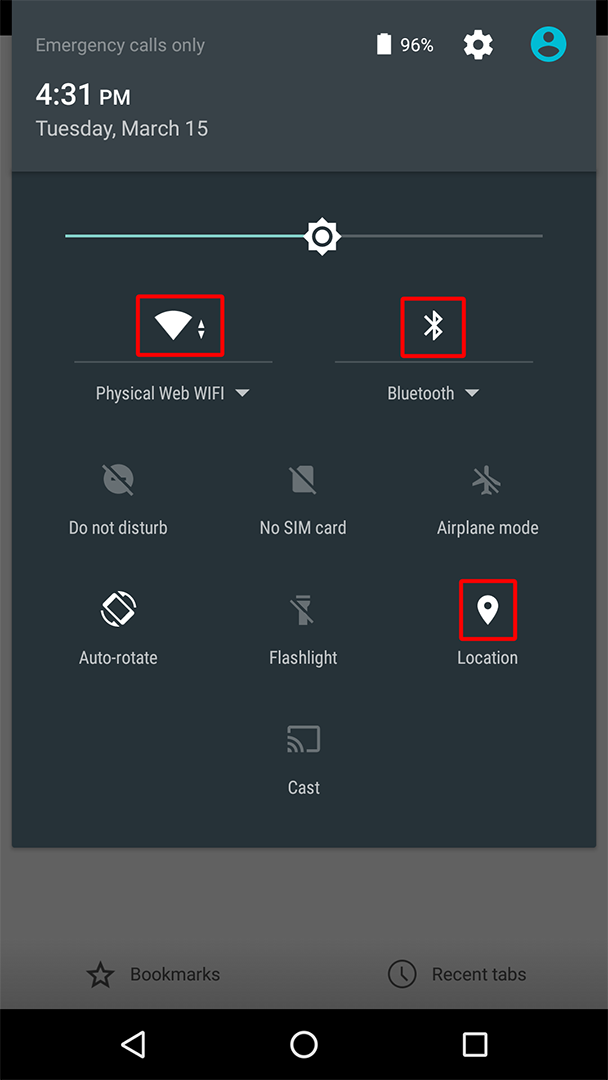 Emergency calls only 96%
4:31 PM
Tuesday, March 15
Physical Web WIFI Bluetooth
Do not disturb No SIM card Airplane mode
Auto-rotate Flashlight Location
Cast
Bookmarks Recent tabs